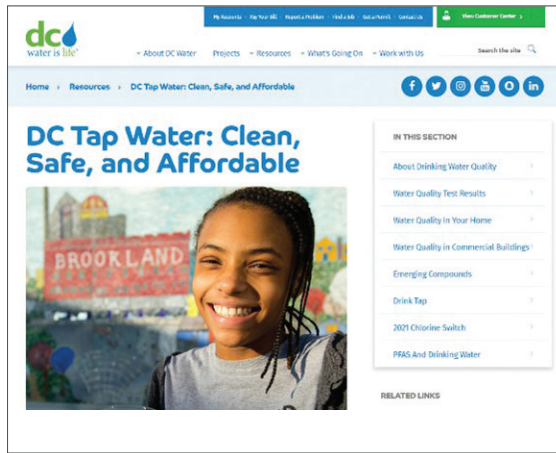 My Accounts Pay Your Bill Report a Problem Find a Job Get a Permit Contact Us
View Customer Center >
dc
water is life®
About DC Water Projects Resources What's Going On Work with Us
Search the site
Home > Resources > DC Tap Water: Clean, Safe, and Affordable
DC Tap Water: Clean,
Safe, and Affordable
BROOKLAND
IN THIS SECTION
About Drinking Water Quality
Water Quality Test Results
Water Quality In Your Home
Water Quality in Commercial Buildings
Emerging Compounds
Drink Tap
2021 Chlorine Switch
PFAS And Drinking Water
RELATED LINKS